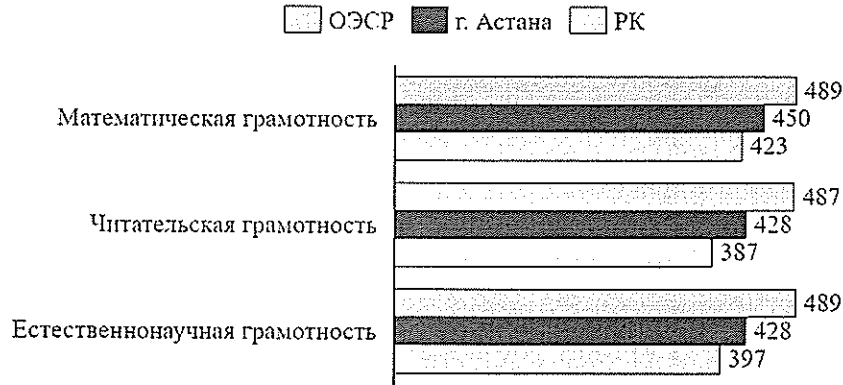 ОЭСР г. Астана РК
489
Математическая грамотность 450
423
487
Читательская грамотность 428
387
489
Естественнонаучная грамотность 428
397